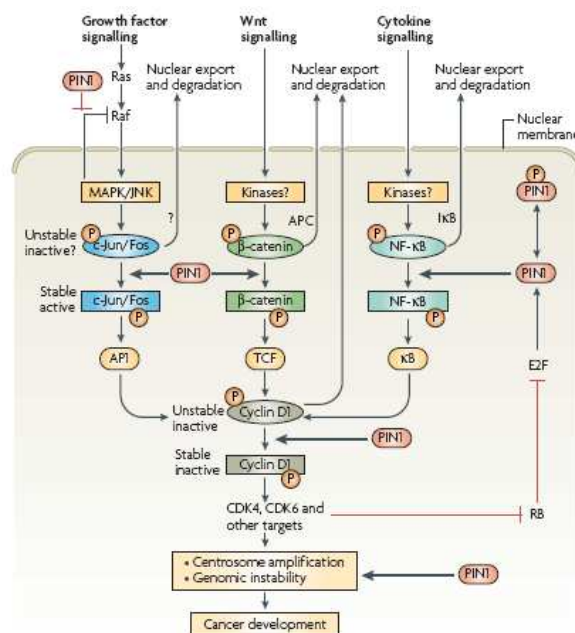 Growth factor
signalling
Wnt
signalling
Cytokine
signalling
PIN1
Ras
Raf
Nuclear export
and degradation
Nuclear export
and degradation
Nuclear export
and degradation
Nuclear
membrane
MAPK/JNK
Kinases?
Kinases?
P
PIN1
?
APC
IκB
Unstable
inactive?
P
c-Jun/Fos
P
β-catenin
P
NF-κB
PIN1
PIN1
Stable
active
c-Jun/Fos
P
β-catenin
P
NF-κB
P
AP1
TCF
κB
E2F
Unstable
inactive
P
Cyclin D1
PIN1
Stable
inactive
Cyclin D1
P
CDK4, CDK6 and
other targets
RB
• Centrosome amplification
• Genomic instability
PIN1
Cancer development